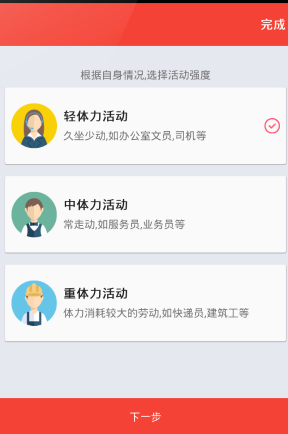 完成
根据自身情况,选择活动强度
轻体力活动
久坐少动,如办公室文员,司机等
中体力活动
常走动,如服务员,业务员等
重体力活动
体力消耗较大的劳动,如快递员,建筑工等
下一步